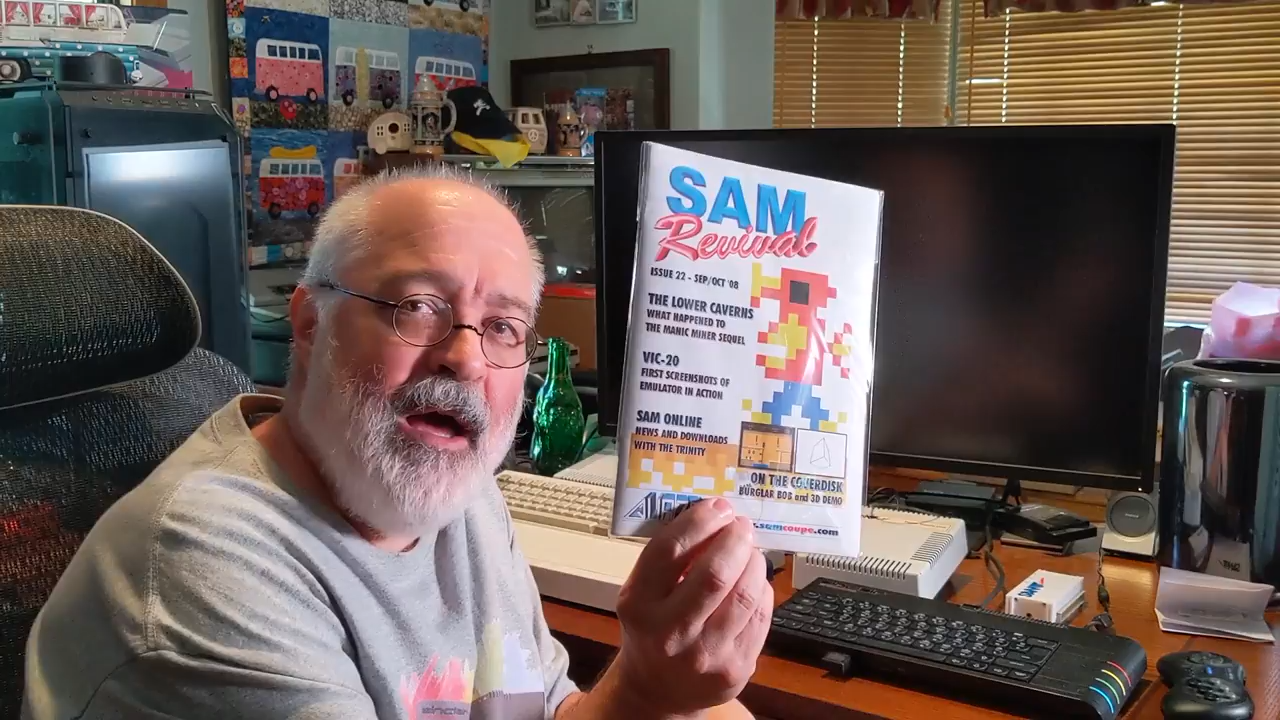 SAM
Revival
ISSUE 22 - SEP/OCT '08
THE LOWER CAVERNS
WHAT HAPPENED TO
THE MANIC MINER SEQUEL
VIC-20
FIRST SCREENSHOTS OF
EMULATOR IN ACTION
SAM ONLINE
NEWS AND DOWNLOADS
WITH THE TRINITY
ON THE COVERDISK
BURGLAR BOB and 3D DEMO
.samcoupe.com
sinclair